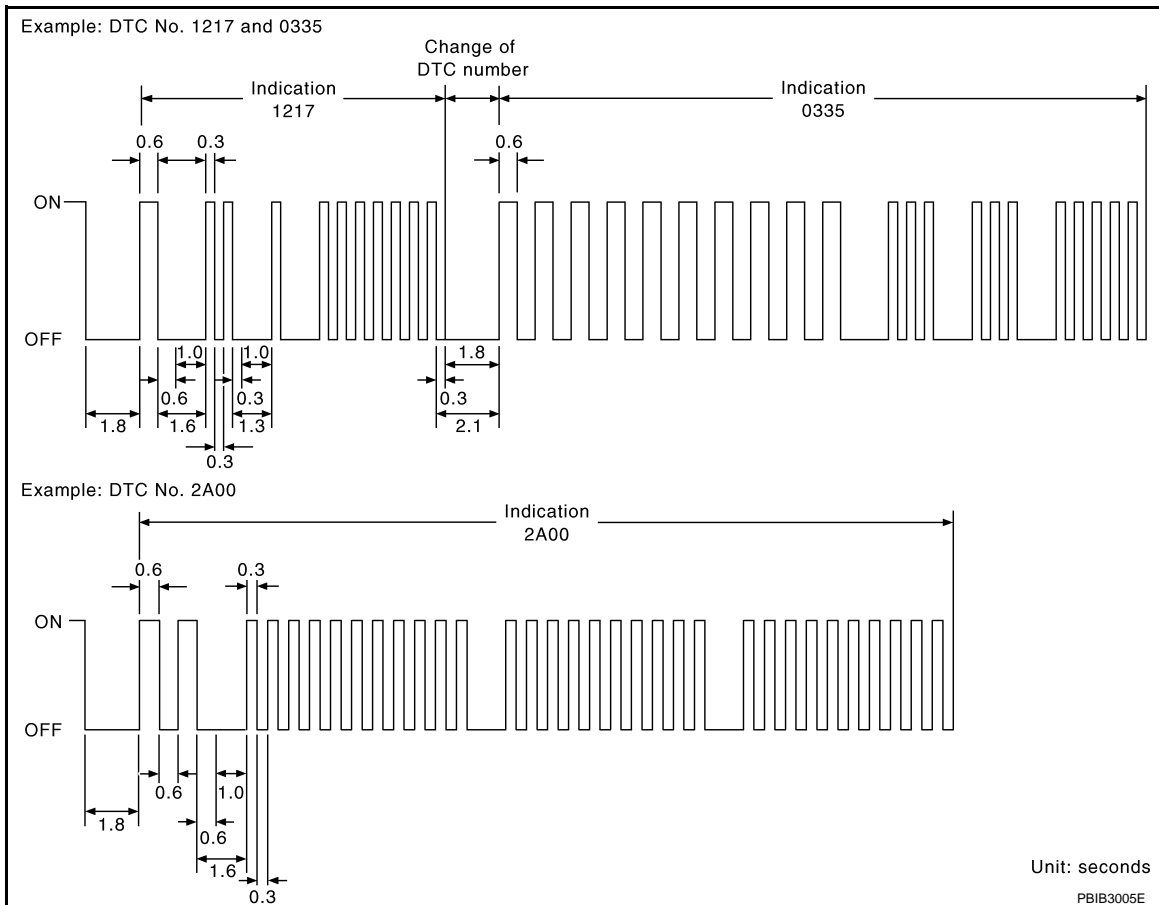 Example: DTC No. 1217 and 0335
Change of
DTC number
Indication
1217
Indication
0335
0.6
0.3
0.6
ON
OFF
1.0
1.0
1.8
0.6
0.3
0.3
1.8
1.6
1.3
2.1
0.3
Example: DTC No. 2A00
Indication
2A00
0.6
0.3
ON
OFF
0.6
1.0
1.8
0.6
1.6
0.3
Unit: seconds
PBIB3005E